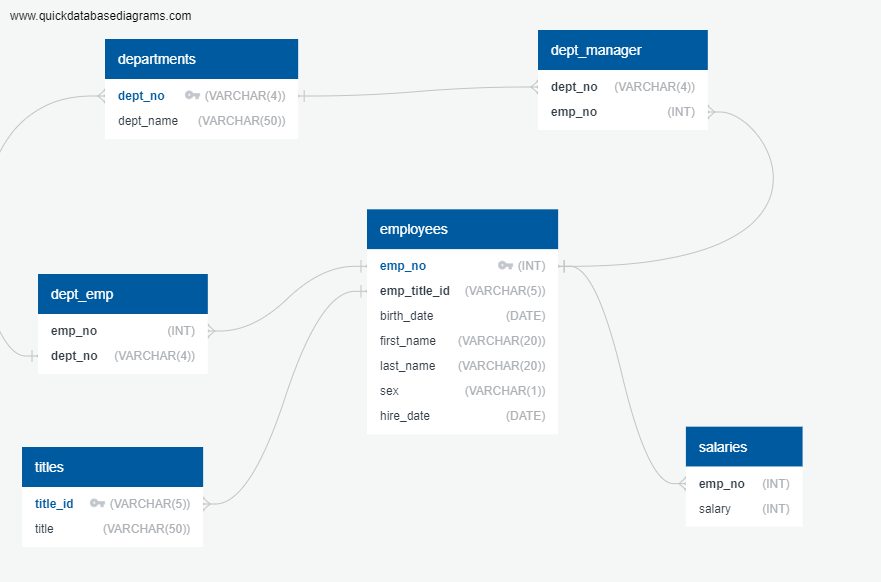 www.quickdatabasediagrams.com
departments
dept_no (VARCHAR(4))
dept_name (VARCHAR(50))
dept_manager
dept_no (VARCHAR(4))
emp_no (INT)
employees
emp_no (INT)
emp_title_id (VARCHAR(5))
birth_date (DATE)
first_name (VARCHAR(20))
last_name (VARCHAR(20))
sex (VARCHAR(1))
hire_date (DATE)
dept_emp
emp_no (INT)
dept_no (VARCHAR(4))
titles
title_id (VARCHAR(5))
title (VARCHAR(50))
salaries
emp_no (INT)
salary (INT)